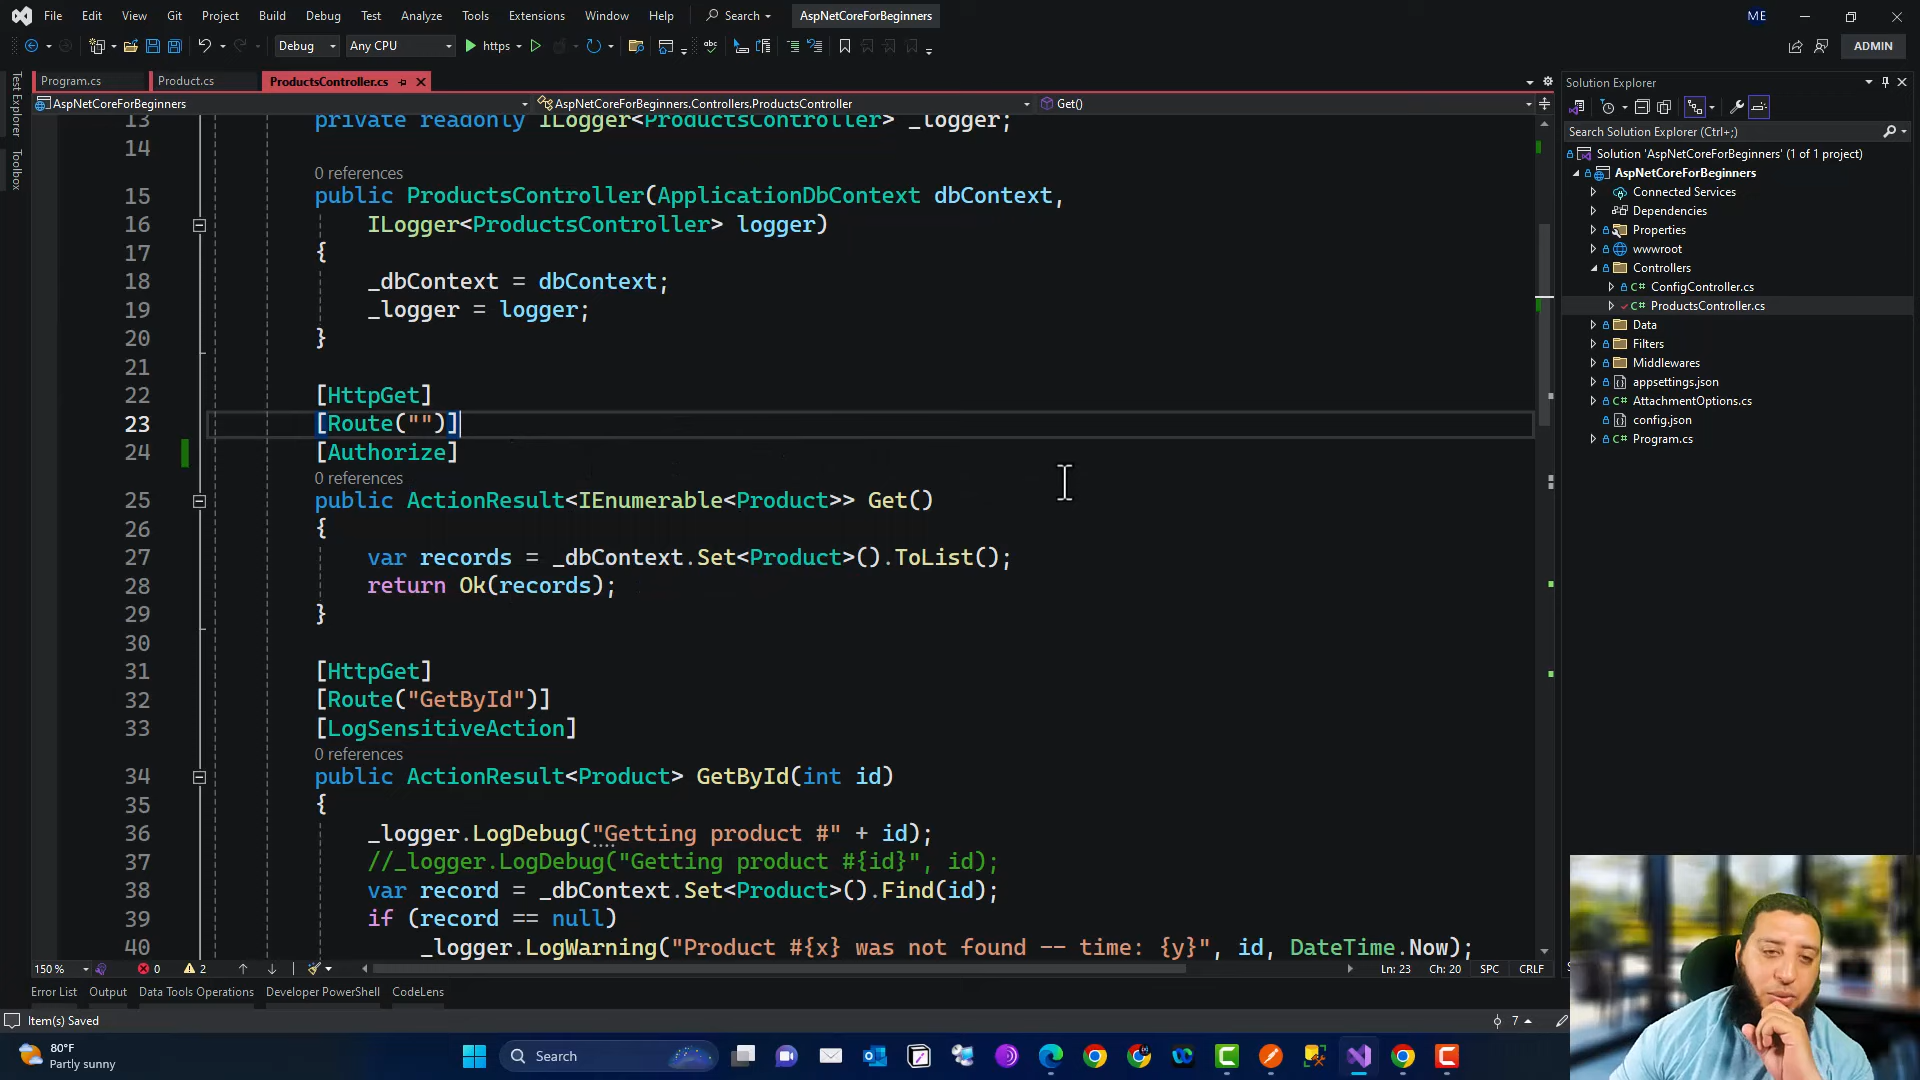 File Edit View Git Project Build Debug Test Analyze Tools Extensions Window Help Search AspNetCoreForBeginners ME
Debug Any CPU https ADMIN
Program.cs Product.cs ProductsController.cs
AspNetCoreForBeginners AspNetCoreForBeginners.Controllers.ProductsController Get()
Test Explorer
Toolbox
13 private readonly ILogger<ProductsController> _logger;
14
0 references
15 public ProductsController(ApplicationDbContext dbContext,
16 ILogger<ProductsController> logger)
17 {
18 _dbContext = dbContext;
19 _logger = logger;
20 }
21
22 [HttpGet]
23 [Route("")]
24 [Authorize]
0 references
25 public ActionResult<IEnumerable<Product>> Get()
26 {
27 var records = _dbContext.Set<Product>().ToList();
28 return Ok(records);
29 }
30
31 [HttpGet]
32 [Route("GetById")]
33 [LogSensitiveAction]
0 references
34 public ActionResult<Product> GetById(int id)
35 {
36 _logger.LogDebug("Getting product #" + id);
37 //_logger.LogDebug("Getting product #{id}", id);
38 var record = _dbContext.Set<Product>().Find(id);
39 if (record == null)
40 _logger.LogWarning("Product #{x} was not found -- time: {y}", id, DateTime.Now);
150 % 0 2 Ln: 23 Ch: 20 SPC CRLF
Error List Output Data Tools Operations Developer PowerShell CodeLens
Item(s) Saved 7
Solution Explorer
Search Solution Explorer (Ctrl+;)
Solution 'AspNetCoreForBeginners' (1 of 1 project)
AspNetCoreForBeginners
Connected Services
Dependencies
Properties
wwwroot
Controllers
C# ConfigController.cs
C# ProductsController.cs
Data
Filters
Middlewares
appsettings.json
C# AttachmentOptions.cs
config.json
C# Program.cs
80°F
Partly sunny
Search